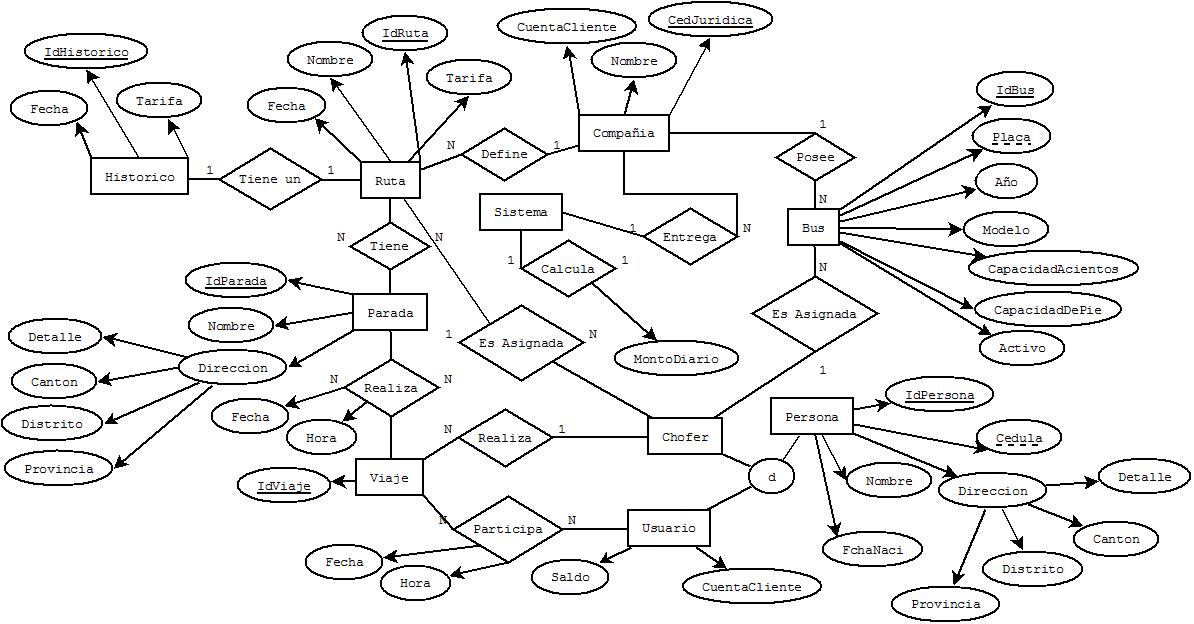 CedJuridica
CuentaCliente
IdRuta
IdHistorico
Nombre
Nombre
Tarifa
IdBus
Fecha
Tarifa
Fecha
Compañia
1
Placa
N
Define
1
Posee
Historico
1
Tiene un
1
Ruta
Año
N
Sistema
Bus
Modelo
N
Tiene
N
1
Entrega
N
1
Calcula
1
N
CapacidadAcientos
IdParada
Parada
CapacidadDePie
Nombre
Es Asignada
Detalle
1
Es Asignada
N
MontoDiario
Activo
Direccion
1
Canton
N
Realiza
N
IdPersona
Fecha
Persona
Distrito
Hora
N
Realiza
1
Chofer
Cedula
Provincia
IdViaje
Viaje
d
Nombre
Detalle
Direccion
N
Participa
N
Usuario
Canton
FchaNaci
Fecha
Hora
Saldo
CuentaCliente
Distrito
Provincia